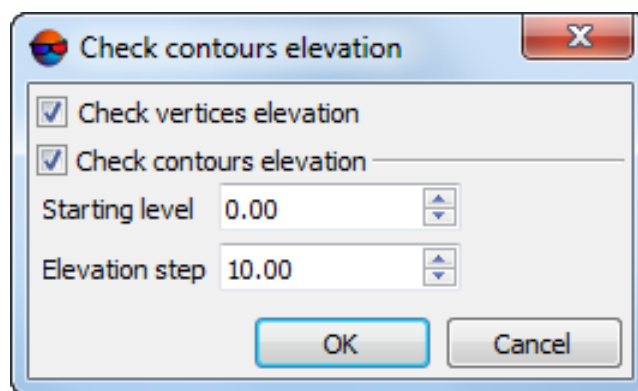 Check contours elevation
Check vertices elevation
Check contours elevation
Starting level 0.00
Elevation step 10.00
OK Cancel